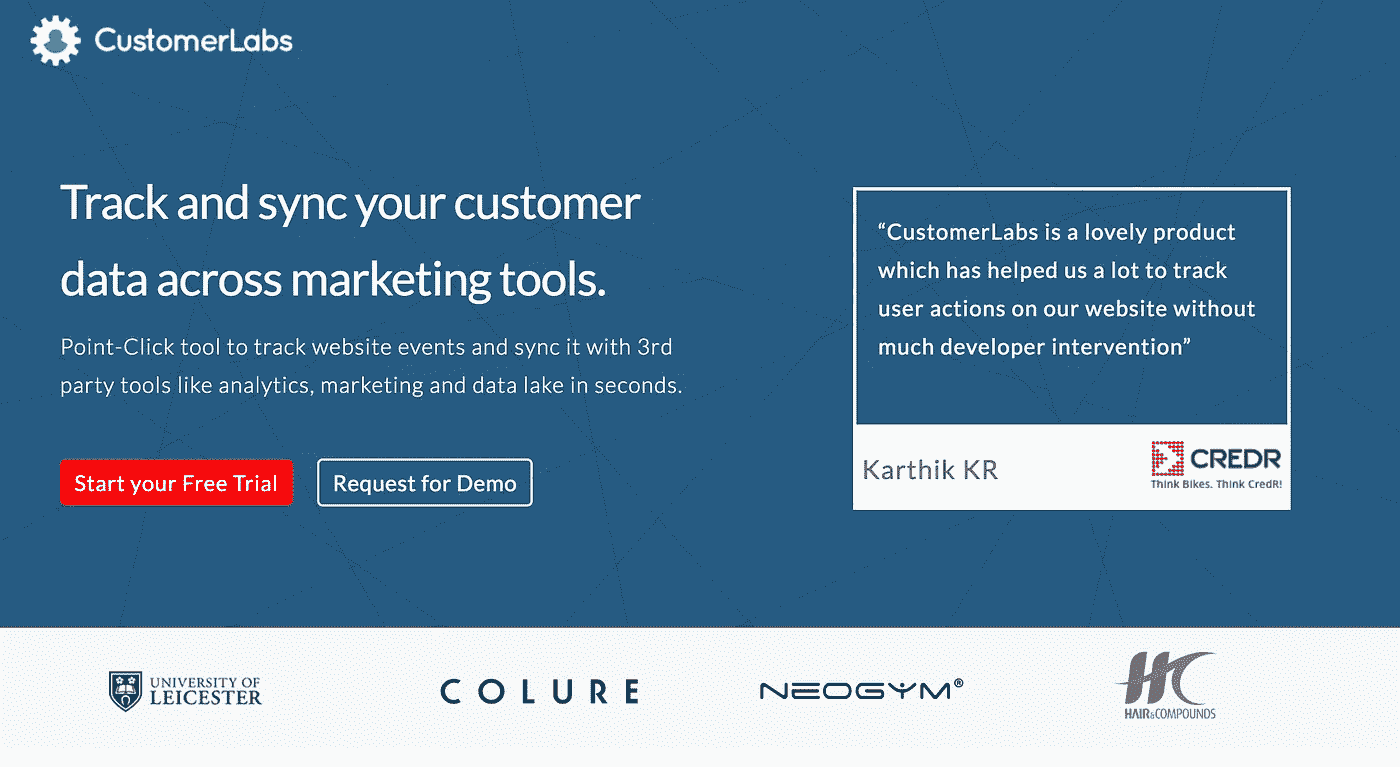 CustomerLabs
Track and sync your customer
data across marketing tools.
Point-Click tool to track website events and sync it with 3rd
party tools like analytics, marketing and data lake in seconds.
Start your Free Trial
Request for Demo
“CustomerLabs is a lovely product
which has helped us a lot to track
user actions on our website without
much developer intervention”
Karthik KR
CREDR
Think Bikes. Think CredR!
UNIVERSITY OF
LEICESTER
COLURE
NEOGYM®
HC
HAIR&COMPOUNDS